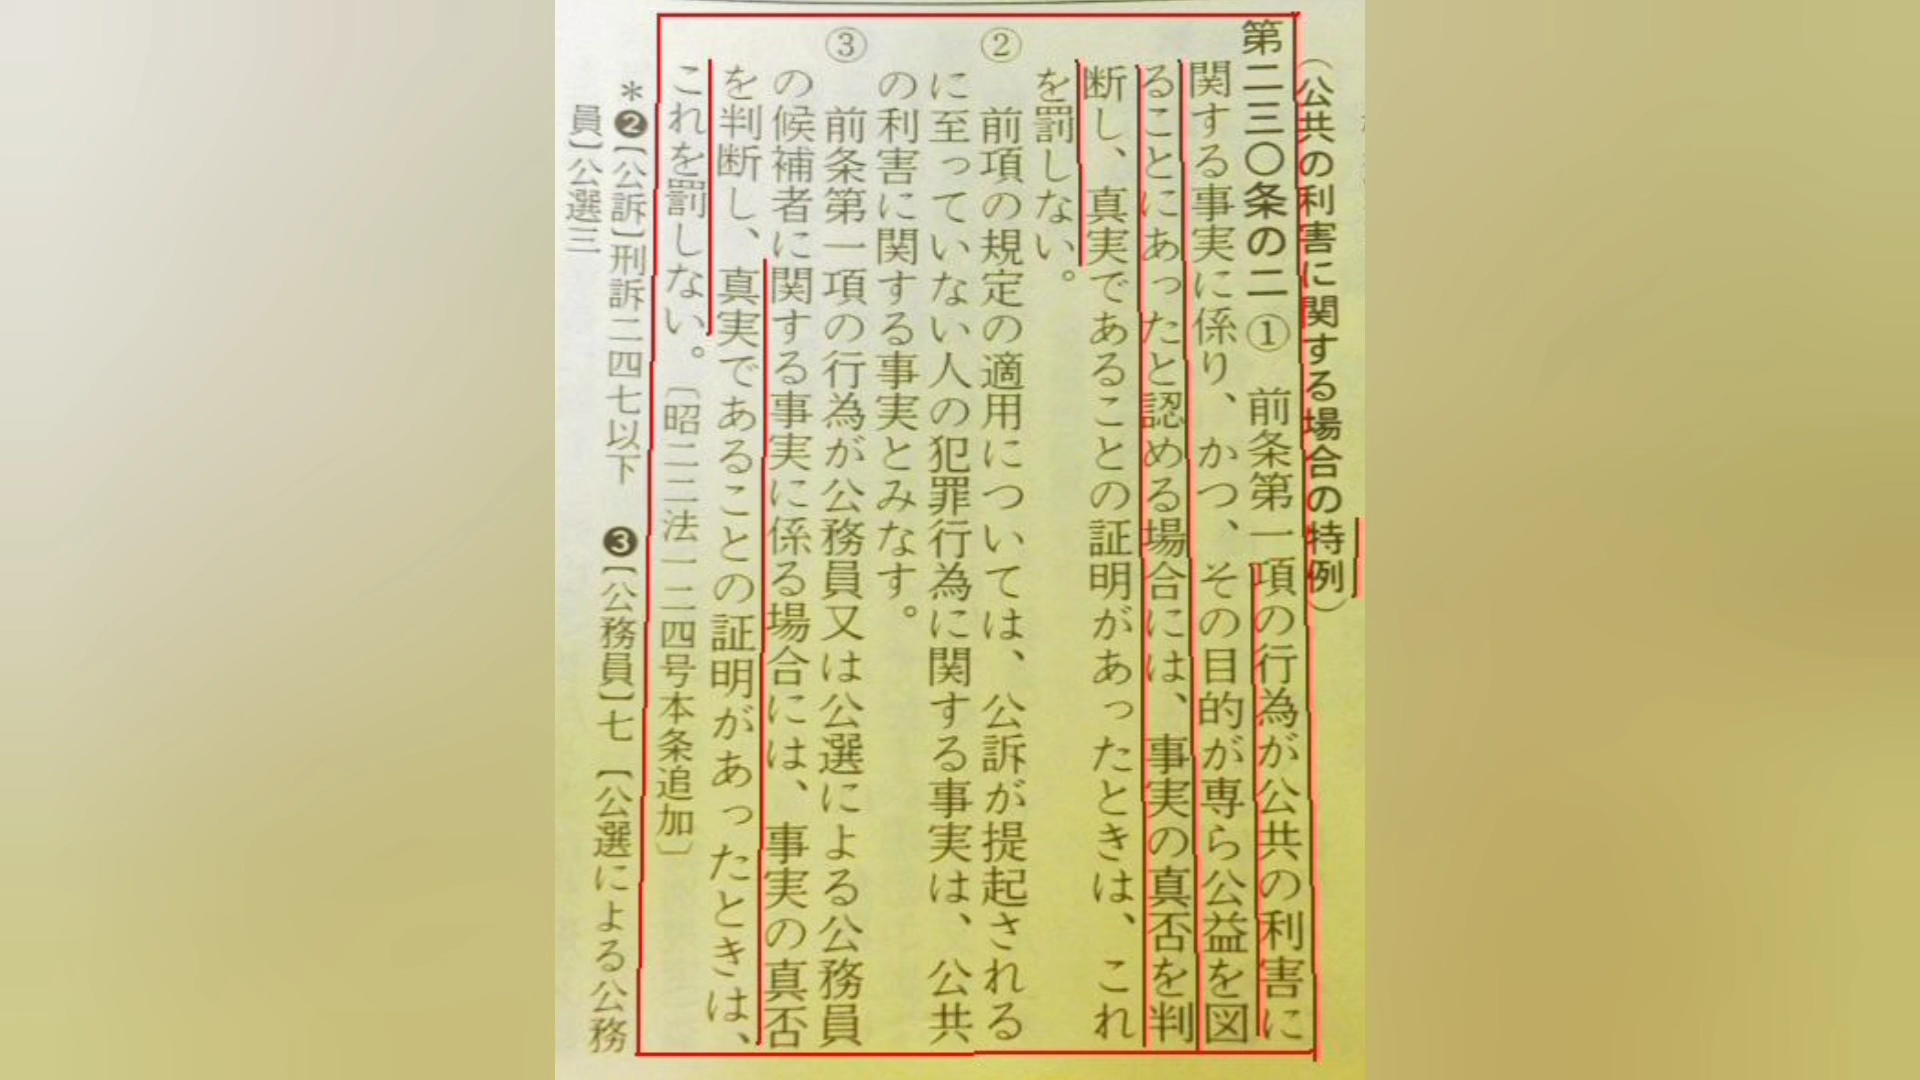 （公共の利害に関する場合の特例）
第二三〇条の二① 前条第一項の行為が公共の利害に
関する事実に係り、かつ、その目的が専ら公益を図
ることにあったと認める場合には、事実の真否を判
断し、真実であることの証明があったときは、これ
を罰しない。
② 前項の規定の適用については、公訴が提起される
に至っていない人の犯罪行為に関する事実は、公共
の利害に関する事実とみなす。
③ 前条第一項の行為が公務員又は公選による公務員
の候補者に関する事実に係る場合には、事実の真否
を判断し、真実であることの証明があったときは、
これを罰しない。〔昭二二法一二四号本条追加〕
＊❷【公訴】刑訴二四七以下 ❸【公務員】七 【公選による公務
員】公選三